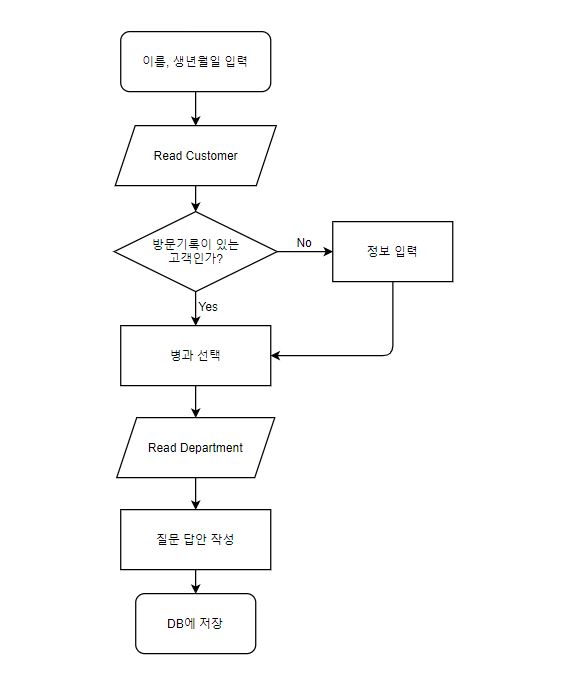 이름, 생년월일 입력
Read Customer
방문기록이 있는
고객인가?
No
정보 입력
Yes
병과 선택
Read Department
질문 답안 작성
DB에 저장